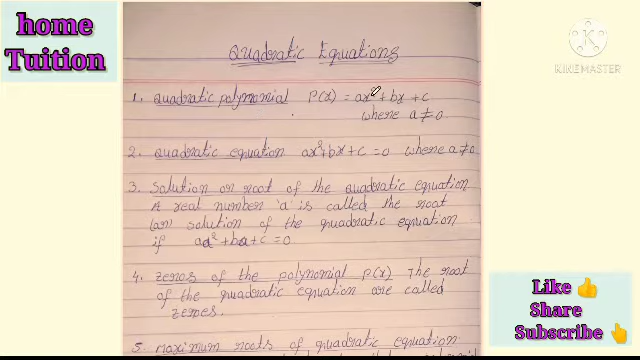 home
Tuition
KINEMASTER
Quadratic Equations
1. Quadratic polynomial P(x) = ax² + bx + c
where a ≠ 0.
2. Quadratic equation ax²+bx+c=0 where a≠0
3. Solution or root of the Quadratic equation
A real number 'a' is called the root
(or) solution of the quadratic equation
if aa²+ba+c=0
4. zeros of the polynomial P(x) The root
of the quadratic equation are called
zeroes.
5. maximum roots of quadratic equation
Like 👍
Share
Subscribe 👆